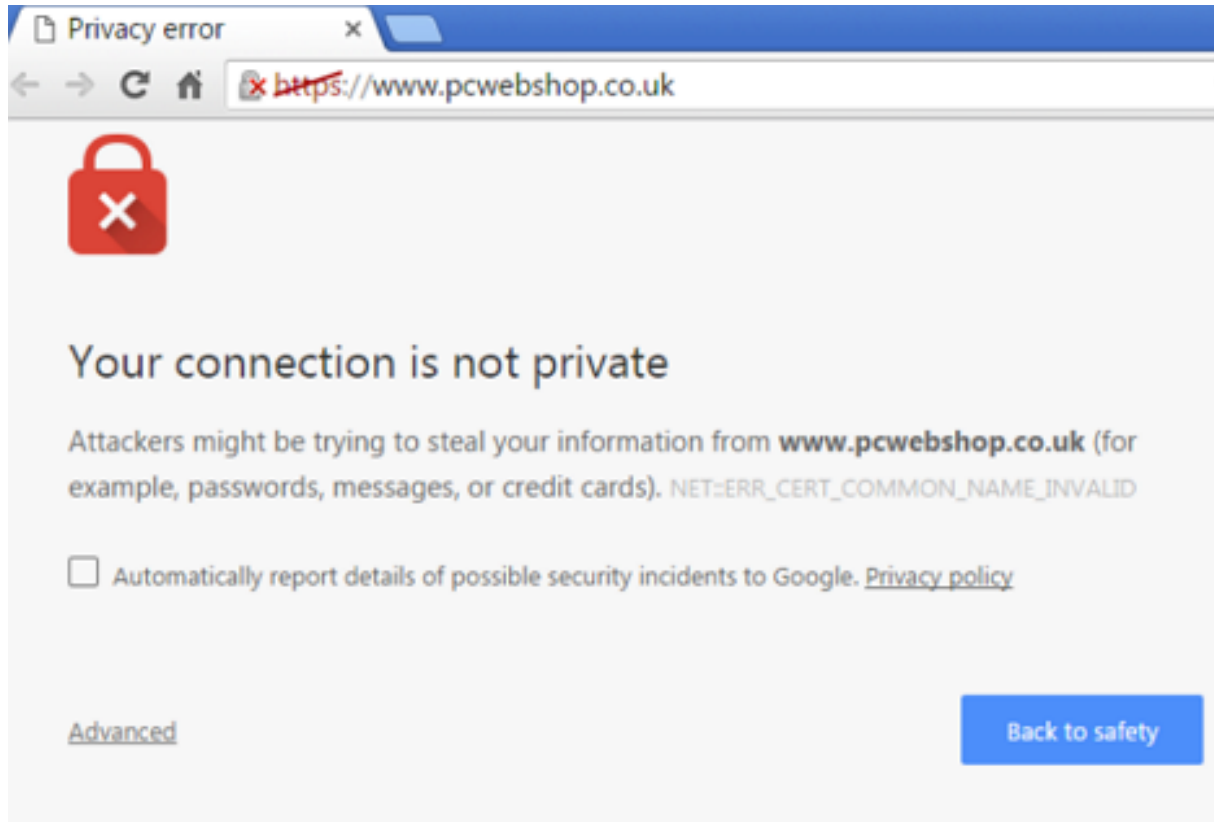 Privacy error
https://www.pcwebshop.co.uk
Your connection is not private
Attackers might be trying to steal your information from www.pcwebshop.co.uk (for
example, passwords, messages, or credit cards). NET::ERR_CERT_COMMON_NAME_INVALID
Automatically report details of possible security incidents to Google. Privacy policy
Advanced
Back to safety